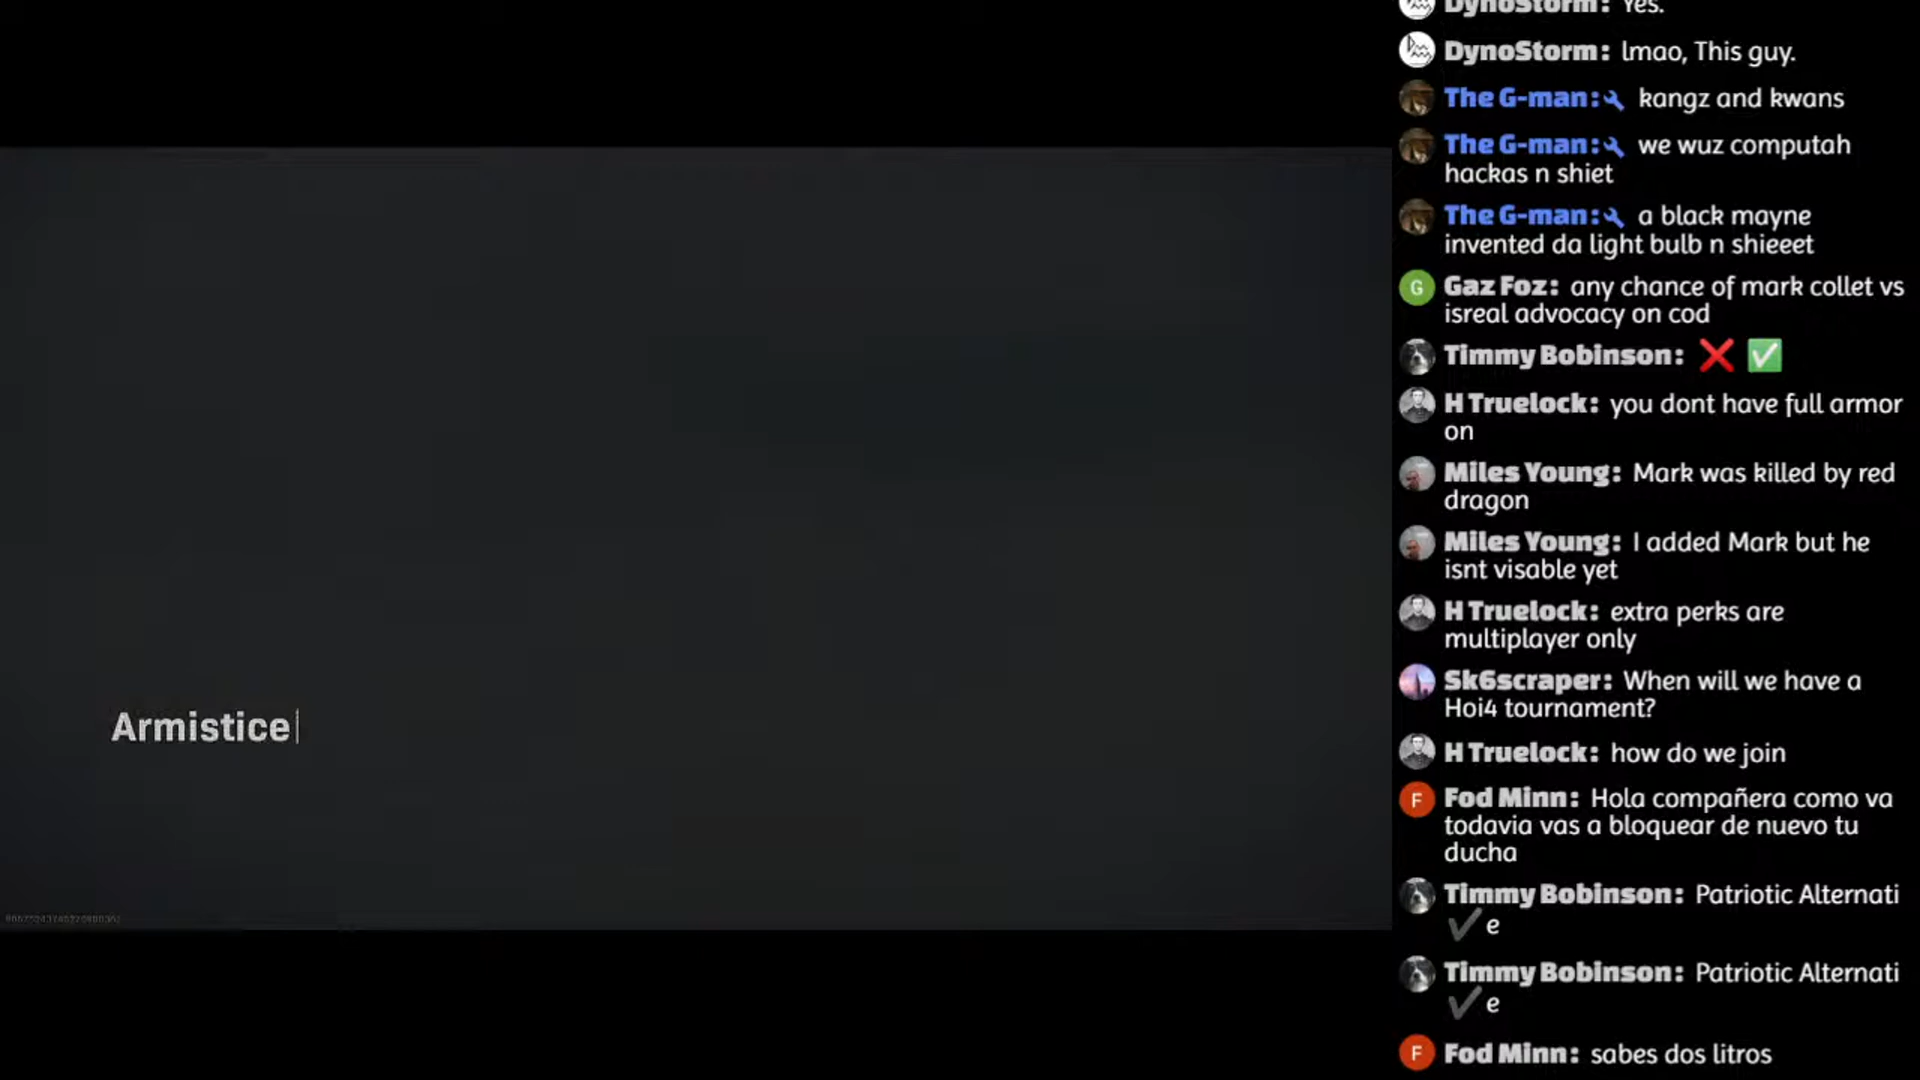 DynoStorm: Yes.
DynoStorm: lmao, This guy.
The G-man: kangz and kwans
The G-man: we wuz computah
hackas n shiet
The G-man: a black mayne
invented da light bulb n shieeet
G Gaz Foz: any chance of mark collet vs
isreal advocacy on cod
Timmy Bobinson: ❌ ✅
H Truelock: you dont have full armor
on
Miles Young: Mark was killed by red
dragon
Miles Young: I added Mark but he
isnt visable yet
H Truelock: extra perks are
multiplayer only
Sk6scraper: When will we have a
Hoi4 tournament?
H Truelock: how do we join
F Fod Minn: Hola compañera como va
todavia vas a bloquear de nuevo tu
ducha
Timmy Bobinson: Patriotic Alternati
✔e
Timmy Bobinson: Patriotic Alternati
✔e
F Fod Minn: sabes dos litros
Armistice